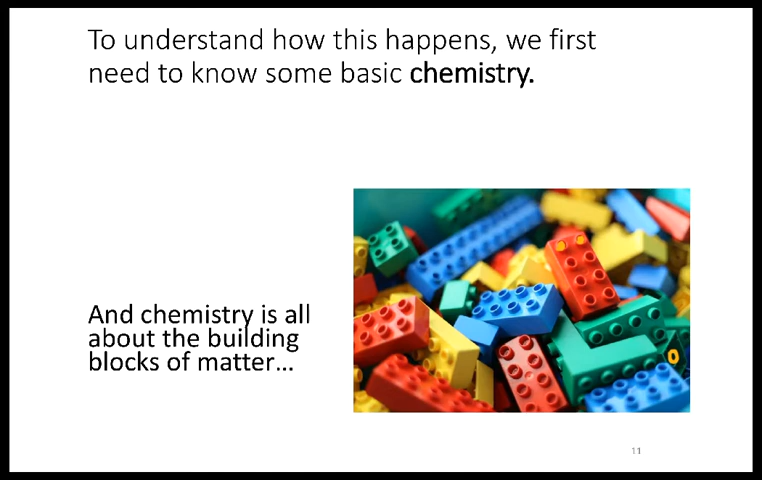 To understand how this happens, we first
need to know some basic chemistry.
And chemistry is all
about the building
blocks of matter…
11